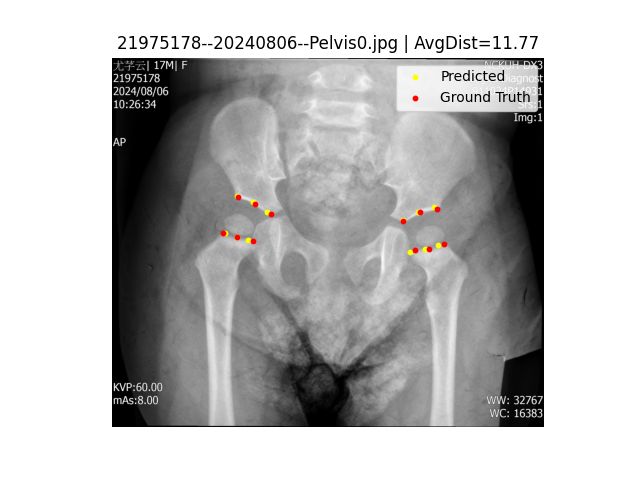 21975178--20240806--Pelvis0.jpg | AvgDist=11.77
尤芓云| 17M| F
21975178
2024/08/06
10:26:34
AP
Predicted
Ground Truth
Img:1
KVP:60.00
mAs:8.00
WW: 32767
WC: 16383